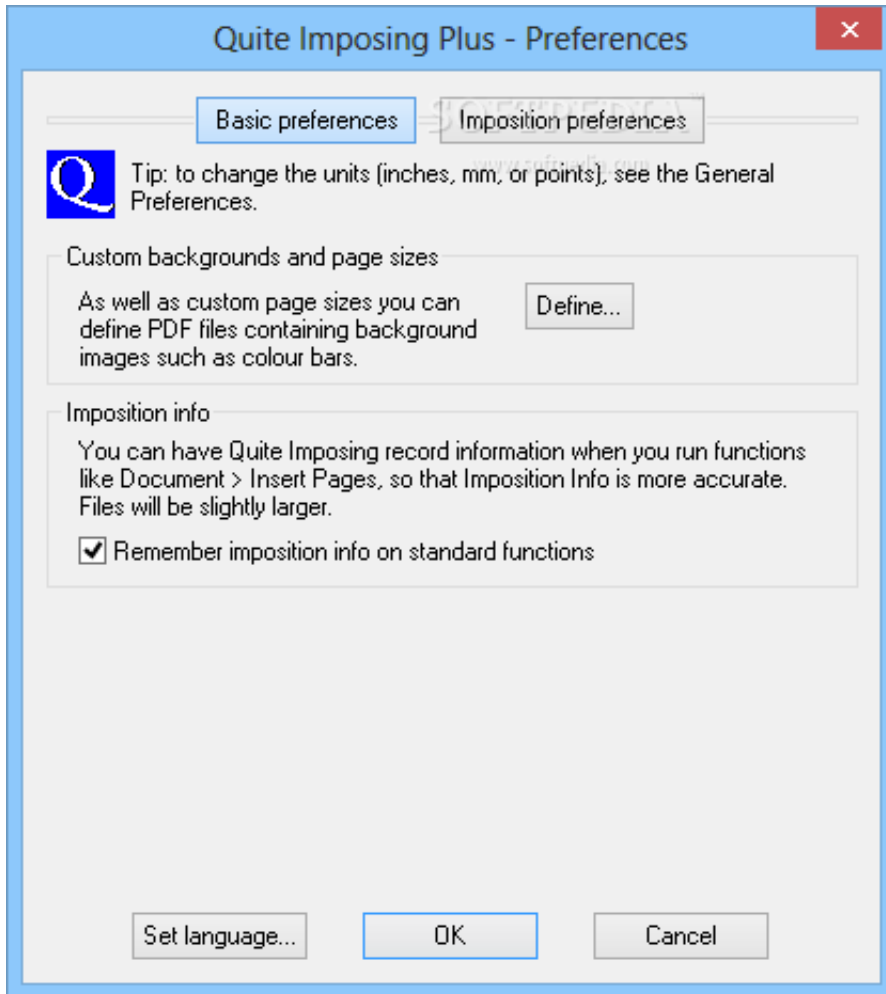 Quite Imposing Plus - Preferences
Basic preferences
Imposition preferences
SOFTPEDIA
www.softpedia.com
Q
Tip: to change the units (inches, mm, or points), see the General
Preferences.
Custom backgrounds and page sizes
As well as custom page sizes you can
define PDF files containing background
images such as colour bars.
Define...
Imposition info
You can have Quite Imposing record information when you run functions
like Document > Insert Pages, so that Imposition Info is more accurate.
Files will be slightly larger.
Remember imposition info on standard functions
Set language...
OK
Cancel